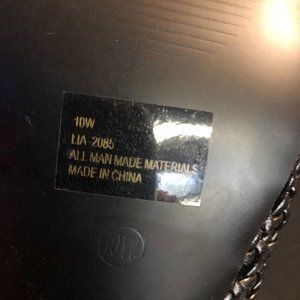 10W
LIA-2085
ALL MAN MADE MATERIALS
MADE IN CHINA